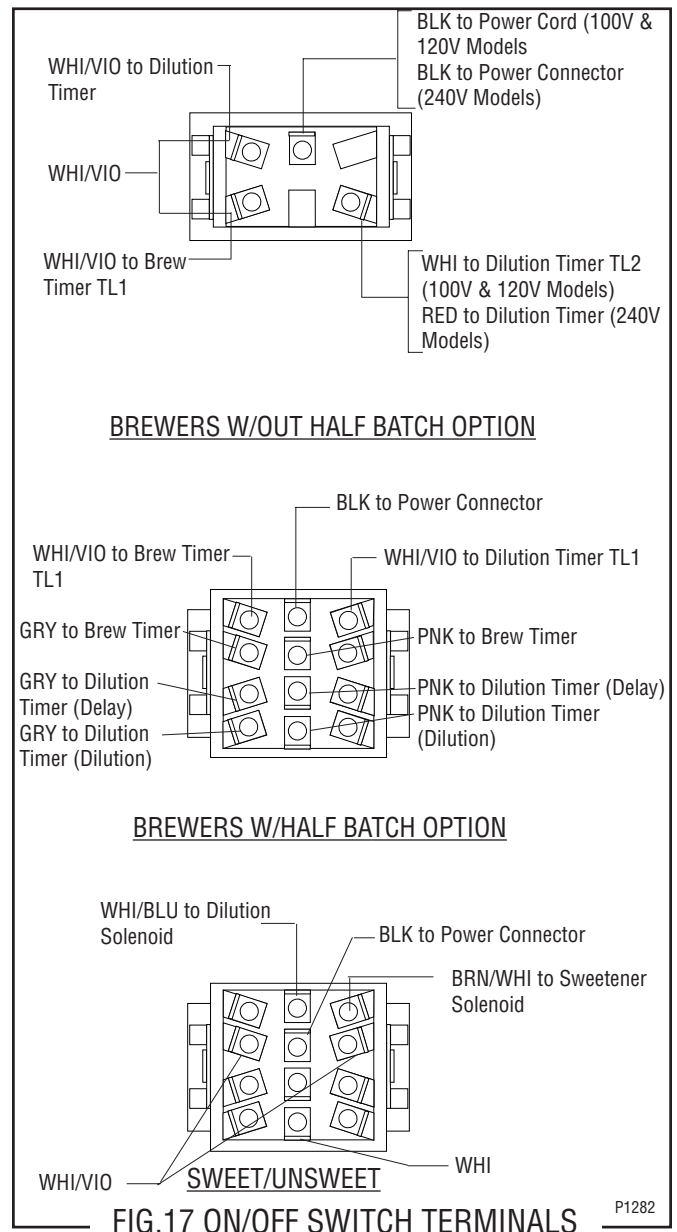 BLK to Power Cord (100V &
120V Models
BLK to Power Connector
(240V Models)
WHI/VIO to Dilution
Timer
WHI/VIO
WHI/VIO to Brew
Timer TL1
WHI to Dilution Timer TL2
(100V & 120V Models)
RED to Dilution Timer (240V
Models)
BREWERS W/OUT HALF BATCH OPTION
BLK to Power Connector
WHI/VIO to Brew Timer
TL1
WHI/VIO to Dilution Timer TL1
GRY to Brew Timer
PNK to Brew Timer
GRY to Dilution
Timer (Delay)
PNK to Dilution Timer (Delay)
GRY to Dilution
Timer (Dilution)
PNK to Dilution Timer
(Dilution)
BREWERS W/HALF BATCH OPTION
WHI/BLU to Dilution
Solenoid
BLK to Power Connector
BRN/WHI to Sweetener
Solenoid
WHI/VIO
WHI
SWEET/UNSWEET
FIG.17 ON/OFF SWITCH TERMINALS
P1282